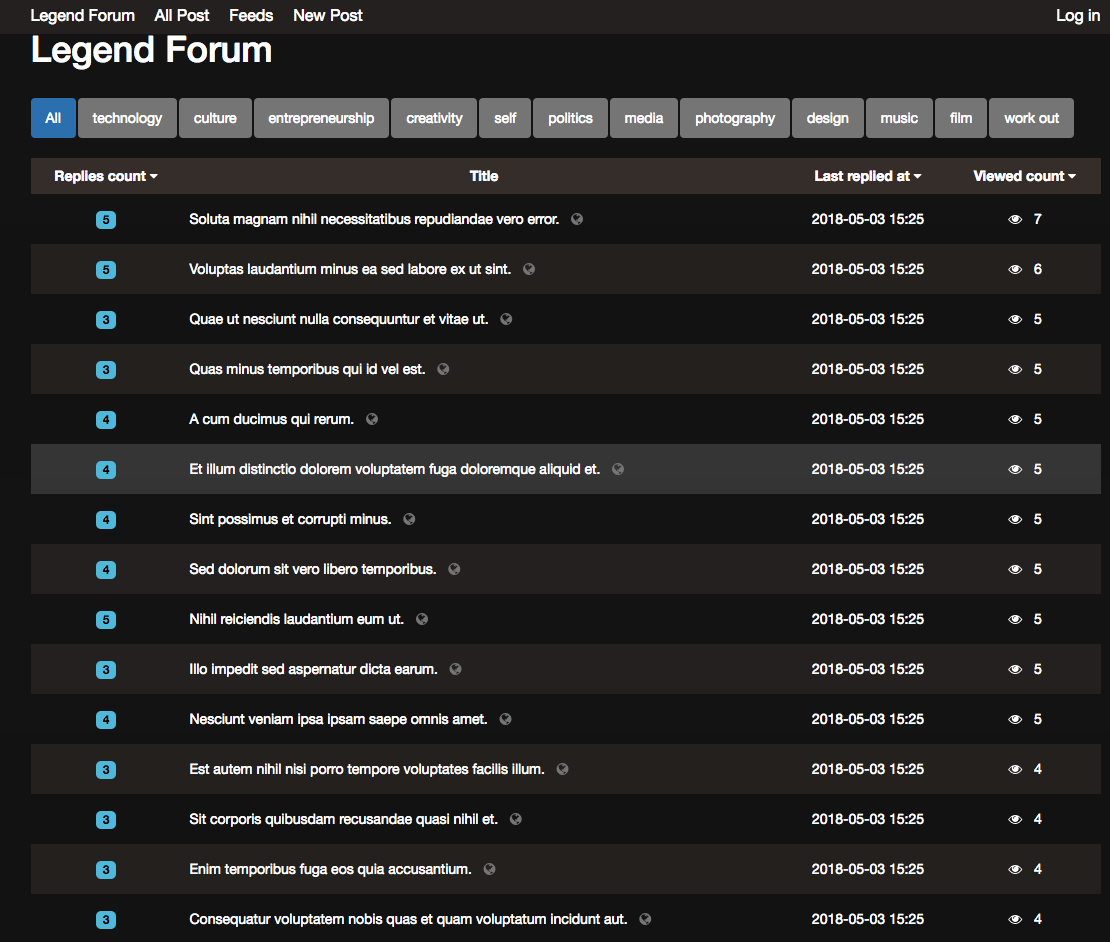 Legend Forum All Post Feeds New Post Log in
Legend Forum
All technology culture entrepreneurship creativity self politics media photography design music film work out
Replies count Title Last replied at Viewed count
5 Soluta magnam nihil necessitatibus repudiandae vero error. 2018-05-03 15:25 7
5 Voluptas laudantium minus ea sed labore ex ut sint. 2018-05-03 15:25 6
3 Quae ut nesciunt nulla consequuntur et vitae ut. 2018-05-03 15:25 5
3 Quas minus temporibus qui id vel est. 2018-05-03 15:25 5
4 A cum ducimus qui rerum. 2018-05-03 15:25 5
4 Et illum distinctio dolorem voluptatem fuga doloremque aliquid et. 2018-05-03 15:25 5
4 Sint possimus et corrupti minus. 2018-05-03 15:25 5
4 Sed dolorum sit vero libero temporibus. 2018-05-03 15:25 5
5 Nihil reiciendis laudantium eum ut. 2018-05-03 15:25 5
3 Illo impedit sed aspernatur dicta earum. 2018-05-03 15:25 5
4 Nesciunt veniam ipsa ipsam saepe omnis amet. 2018-05-03 15:25 5
3 Est autem nihil nisi porro tempore voluptates facilis illum. 2018-05-03 15:25 4
3 Sit corporis quibusdam recusandae quasi nihil et. 2018-05-03 15:25 4
3 Enim temporibus fuga eos quia accusantium. 2018-05-03 15:25 4
3 Consequatur voluptatem nobis quas et quam voluptatum incidunt aut. 2018-05-03 15:25 4